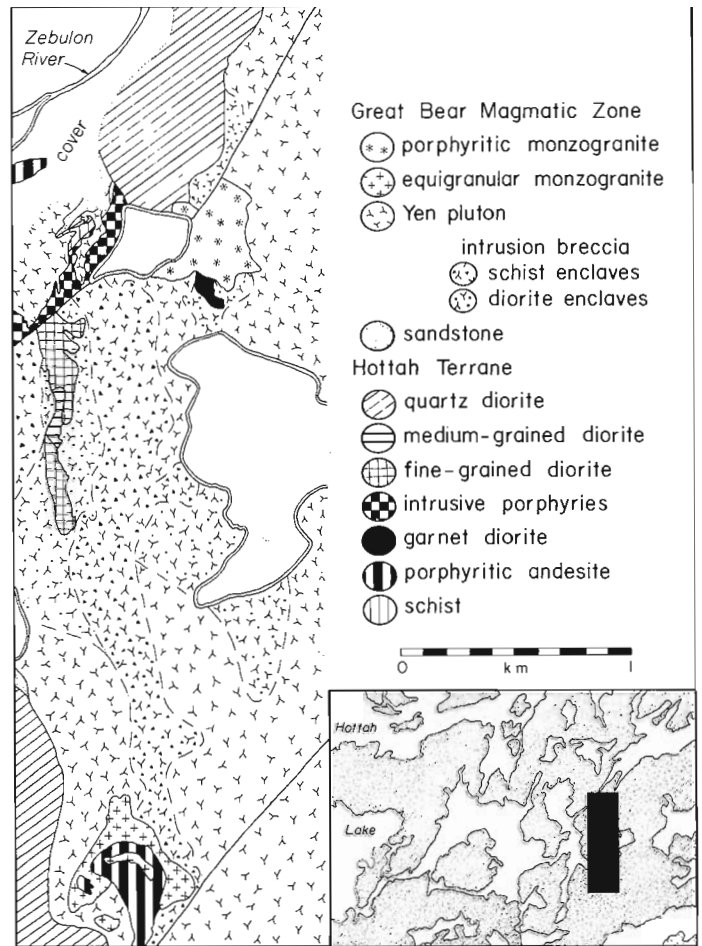 Zebulon
River
cover
Great Bear Magmatic Zone
porphyritic monzogranite
equigranular monzogranite
Yen pluton
intrusion breccia
schist enclaves
diorite enclaves
sandstone
Hottah Terrane
quartz diorite
medium-grained diorite
fine-grained diorite
intrusive porphyries
garnet diorite
porphyritic andesite
schist
0 1
km
Hottah
Lake